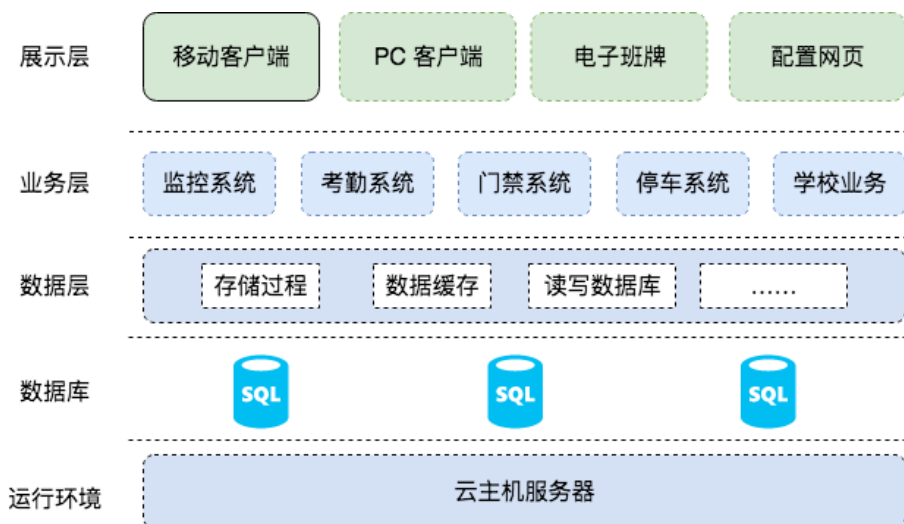 展示层
移动客户端
PC 客户端
电子班牌
配置网页
业务层
监控系统
考勤系统
门禁系统
停车系统
学校业务
数据层
存储过程
数据缓存
读写数据库
……
数据库
SQL
SQL
SQL
运行环境
云主机服务器